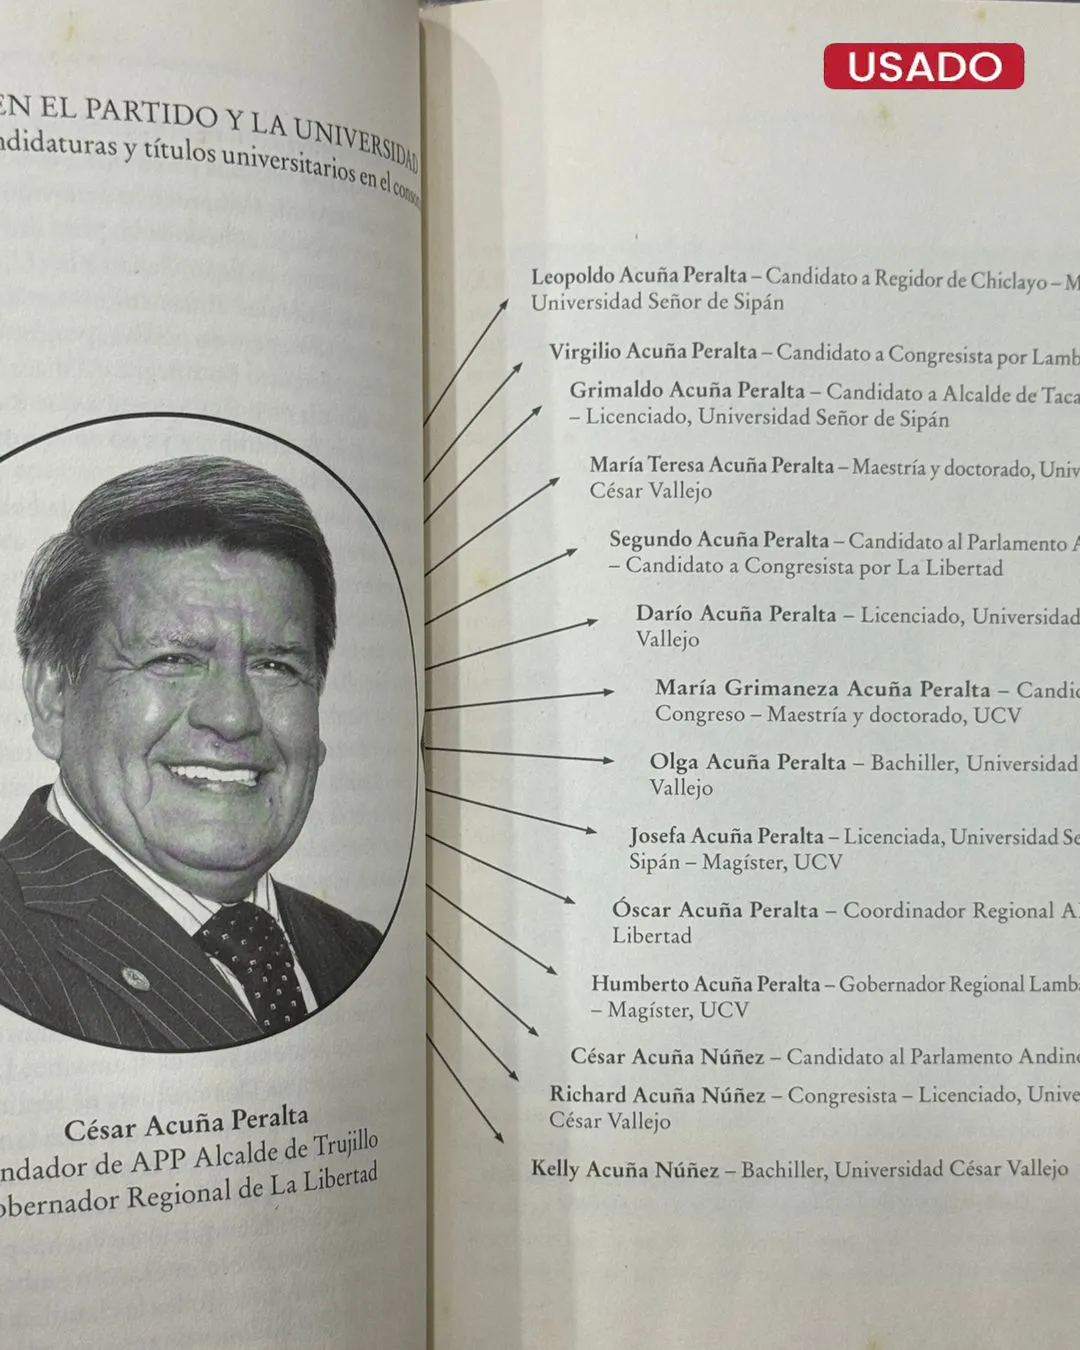 USADO
EN EL PARTIDO Y LA UNIVERSIDAD
y títulos universitarios en el
Leopoldo Acuña Peralta – Candidato a Regidor de Chiclayo –
Universidad Señor de Sipán
Virgilio Acuña Peralta – Candidato a Congresista por
Grimaldo Acuña Peralta – Candidato a Alcalde de
– Licenciado, Universidad Señor de Sipán
María Teresa Acuña Peralta – Maestría y doctorado,
César Vallejo
Segundo Acuña Peralta – Candidato al Parlamento
– Candidato a Congresista por La Libertad
Darío Acuña Peralta – Licenciado, Universidad
Vallejo
María Grimaneza Acuña Peralta –
Congreso – Maestría y doctorado, UCV
Olga Acuña Peralta – Bachiller, Universidad
Vallejo
Josefa Acuña Peralta – Licenciada, Universidad
Sipán – Magíster, UCV
Óscar Acuña Peralta – Coordinador Regional
Libertad
Humberto Acuña Peralta – Gobernador Regional
– Magíster, UCV
César Acuña Núñez – Candidato al Parlamento
Richard Acuña Núñez – Congresista – Licenciado,
César Vallejo
Kelly Acuña Núñez – Bachiller, Universidad César Vallejo
César Acuña Peralta
de APP Alcalde de Trujillo
Regional de La Libertad